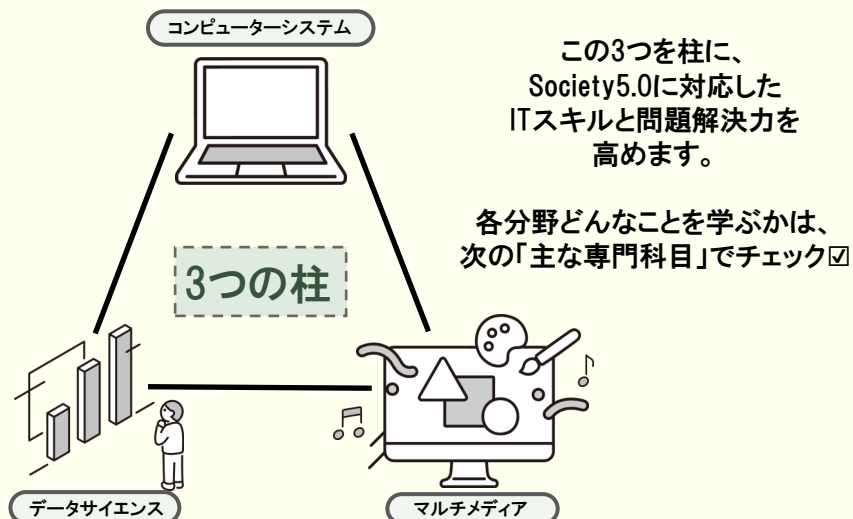 コンピューターシステム
この3つを柱に、
Society5.0に対応した
ITスキルと問題解決力を
高めます。
各分野どんなことを学ぶかは、
次の「主な専門科目」でチェック☑
3つの柱
データサイエンス
マルチメディア